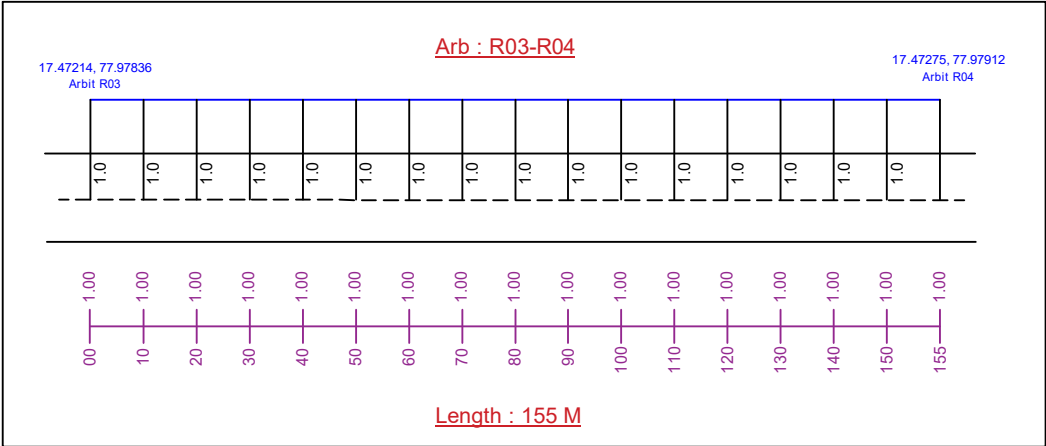 Arb : R03-R04
17.47214, 77.97836
Arbit R03
17.47275, 77.97912
Arbit R04
1.0 1.0 1.0 1.0 1.0 1.0 1.0 1.0 1.0 1.0 1.0 1.0 1.0 1.0 1.0 1.0
1.00 1.00 1.00 1.00 1.00 1.00 1.00 1.00 1.00 1.00 1.00 1.00 1.00 1.00 1.00 1.00 1.00
00 10 20 30 40 50 60 70 80 90 100 110 120 130 140 150 155
Length : 155 M